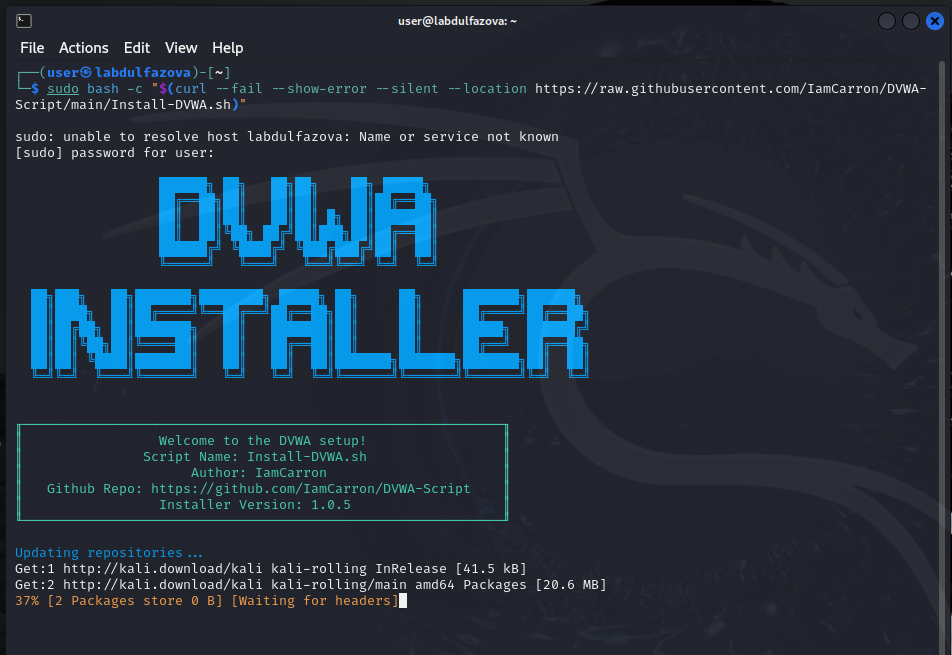 user@labdulfazova: ~
File Actions Edit View Help
┌──(user㉿labdulfazova)-[~]
└─$ sudo bash -c "$(curl --fail --show-error --silent --location https://raw.githubusercontent.com/IamCarron/DVWA-
Script/main/Install-DVWA.sh)"
sudo: unable to resolve host labdulfazova: Name or service not known
[sudo] password for user:
DVWA
INSTALLER
Welcome to the DVWA setup!
Script Name: Install-DVWA.sh
Author: IamCarron
Github Repo: https://github.com/IamCarron/DVWA-Script
Installer Version: 1.0.5
Updating repositories...
Get:1 http://kali.download/kali kali-rolling InRelease [41.5 kB]
Get:2 http://kali.download/kali kali-rolling/main amd64 Packages [20.6 MB]
37% [2 Packages store 0 B] [Waiting for headers]